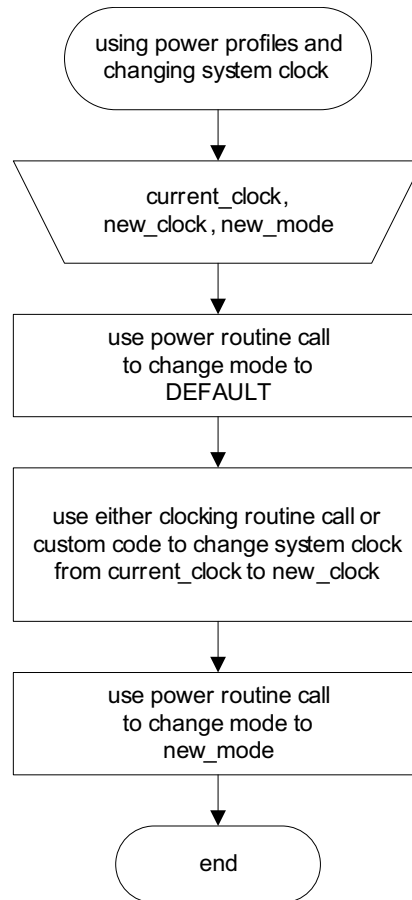 using power profiles and
changing system clock
current_clock,
new_clock, new_mode
use power routine call
to change mode to
DEFAULT
use either clocking routine call or
custom code to change system clock
from current_clock to new_clock
use power routine call
to change mode to
new_mode
end